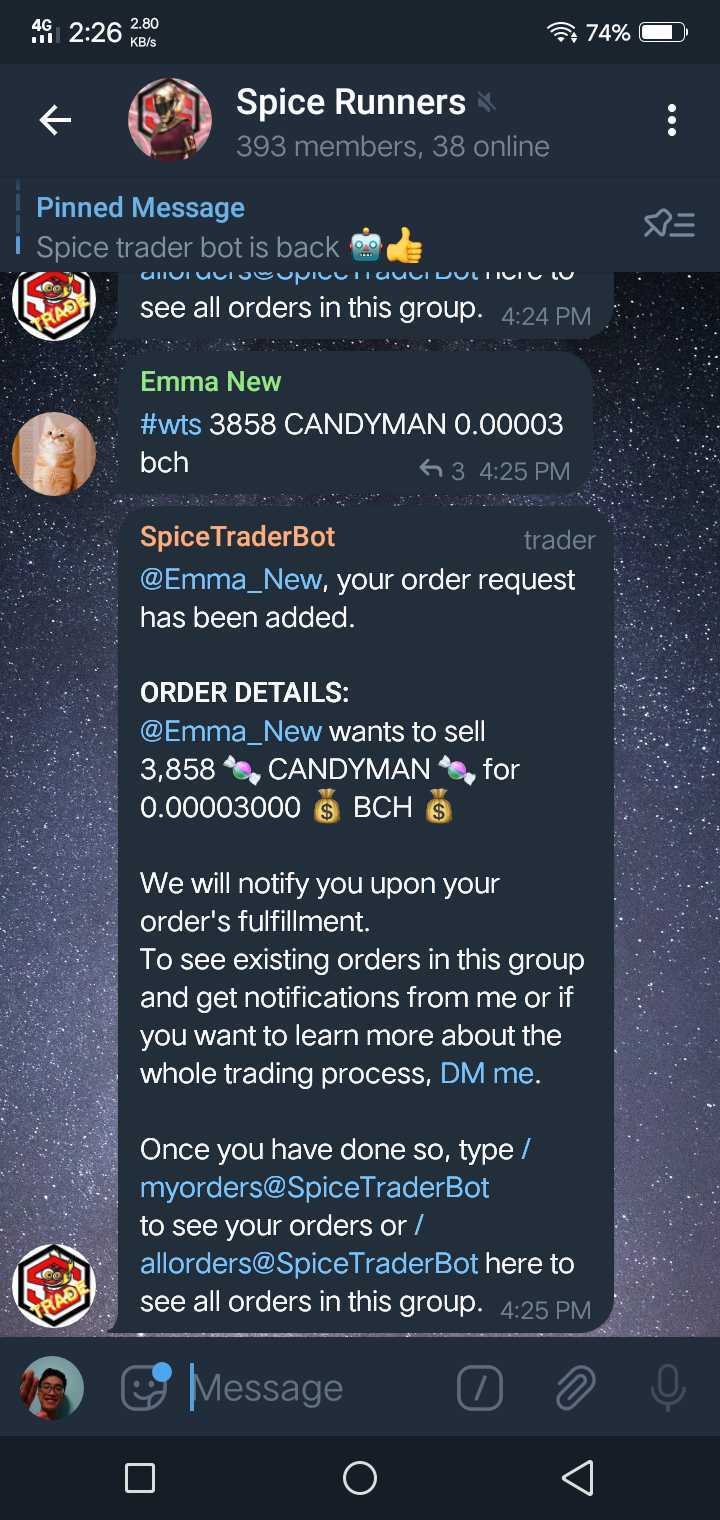 4G 2:26 2.80 KB/s 74%
Spice Runners
393 members, 38 online
Pinned Message
Spice trader bot is back 🤖👍
allorders@SpiceTraderBot here to
see all orders in this group. 4:24 PM
TRADE
Emma New
#wts 3858 CANDYMAN 0.00003
bch 3 4:25 PM
SpiceTraderBot trader
@Emma_New, your order request
has been added.
ORDER DETAILS:
@Emma_New wants to sell
3,858 🍬 CANDYMAN 🍬 for
0.00003000 💰 BCH 💰
We will notify you upon your
order's fulfillment.
To see existing orders in this group
and get notifications from me or if
you want to learn more about the
whole trading process, DM me.
Once you have done so, type /
myorders@SpiceTraderBot
to see your orders or /
allorders@SpiceTraderBot here to
see all orders in this group. 4:25 PM
TRADE
Message